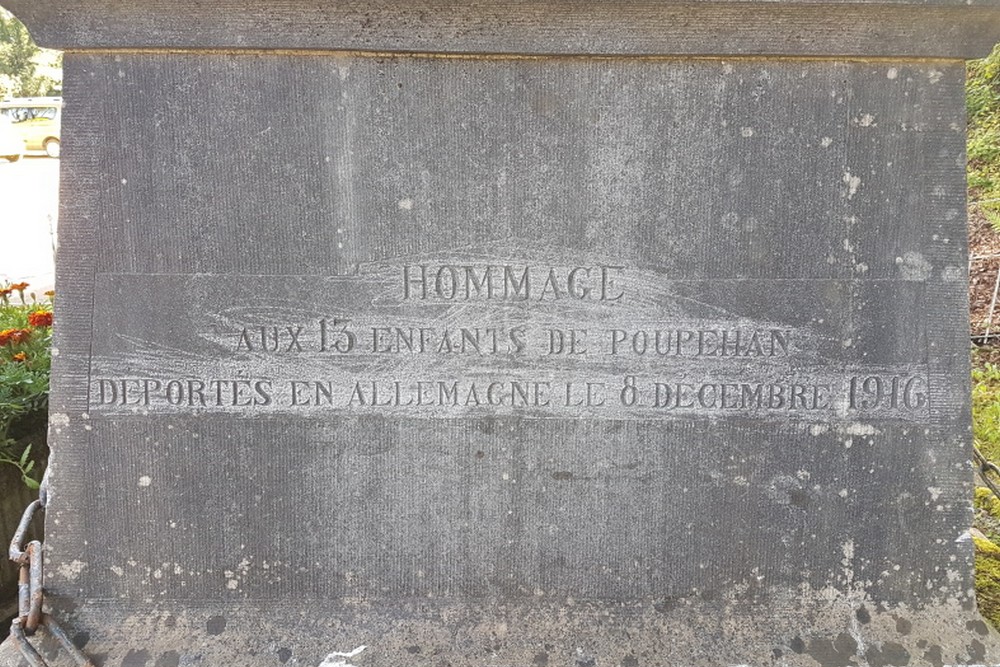 HOMMAGE
AUX 13 ENFANTS DE POUPEHAN
DEPORTÉS EN ALLEMAGNE LE 8 DECEMBRE 1916